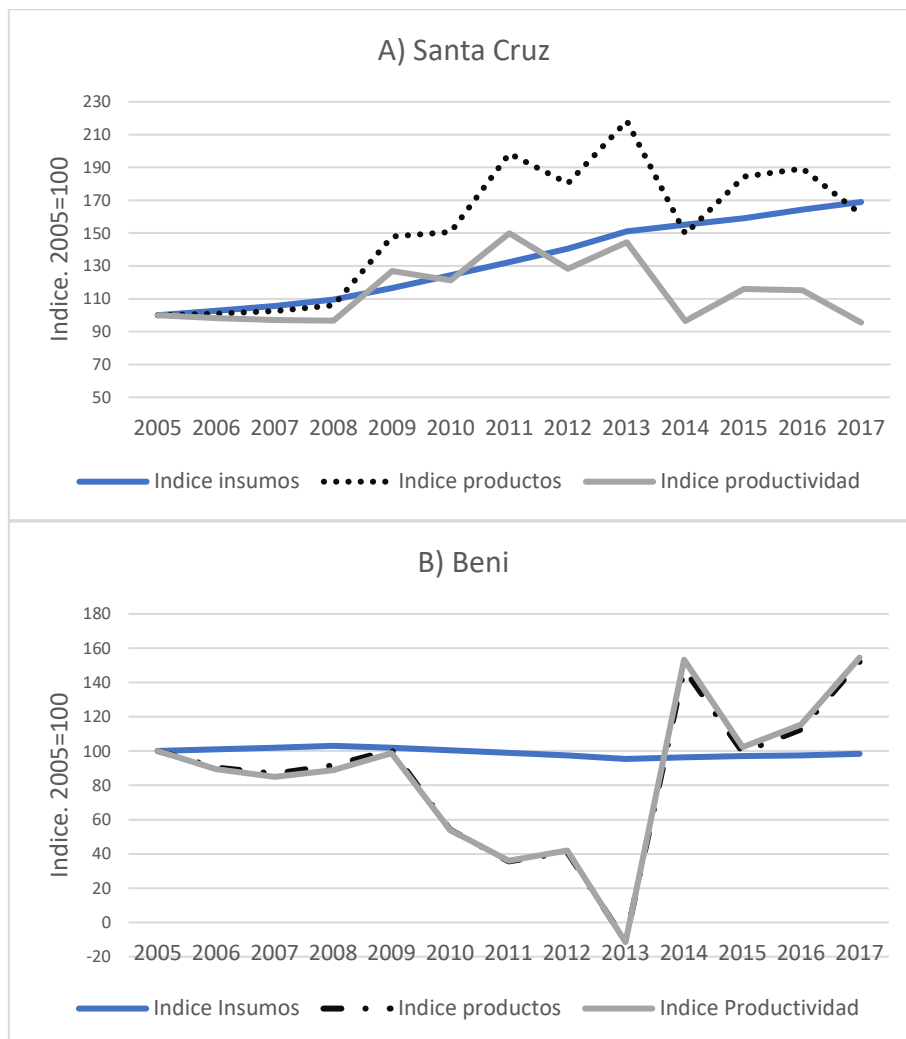 A) Santa Cruz
Indice. 2005=100
230
210
190
170
150
130
110
90
70
50
2005 2006 2007 2008 2009 2010 2011 2012 2013 2014 2015 2016 2017
Indice insumos Indice productos Indice productividad
B) Beni
Indice. 2005=100
180
160
140
120
100
80
60
40
20
0
-20
2005 2006 2007 2008 2009 2010 2011 2012 2013 2014 2015 2016 2017
Indice Insumos Indice productos Indice Productividad